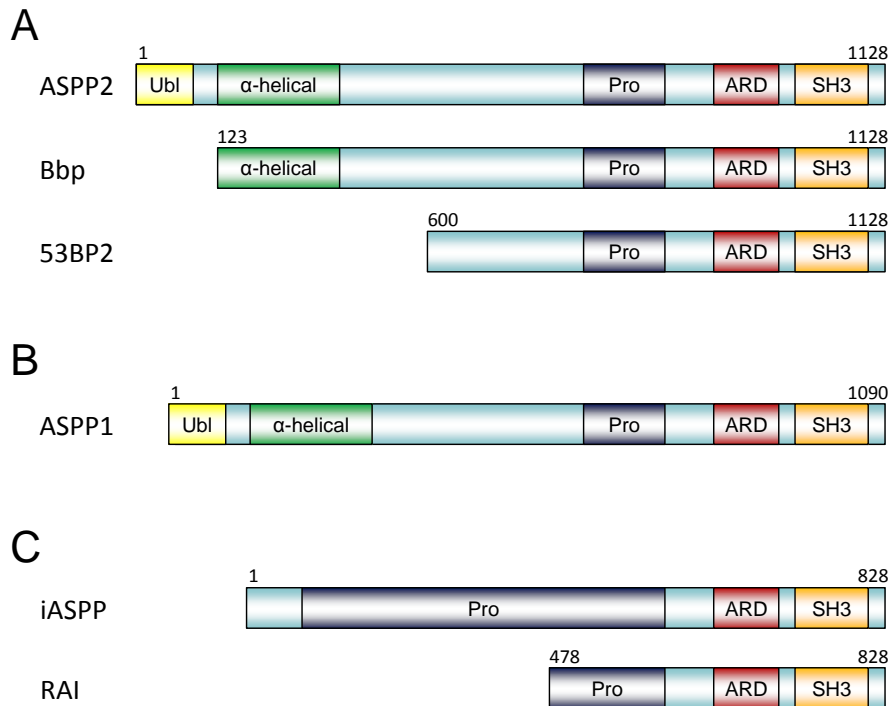 A
1 1128
ASPP2 Ubl α-helical Pro ARD SH3
123 1128
Bbp α-helical Pro ARD SH3
600 1128
53BP2 Pro ARD SH3
B
1 1090
ASPP1 Ubl α-helical Pro ARD SH3
C
1 828
iASPP Pro ARD SH3
478 828
RAI Pro ARD SH3